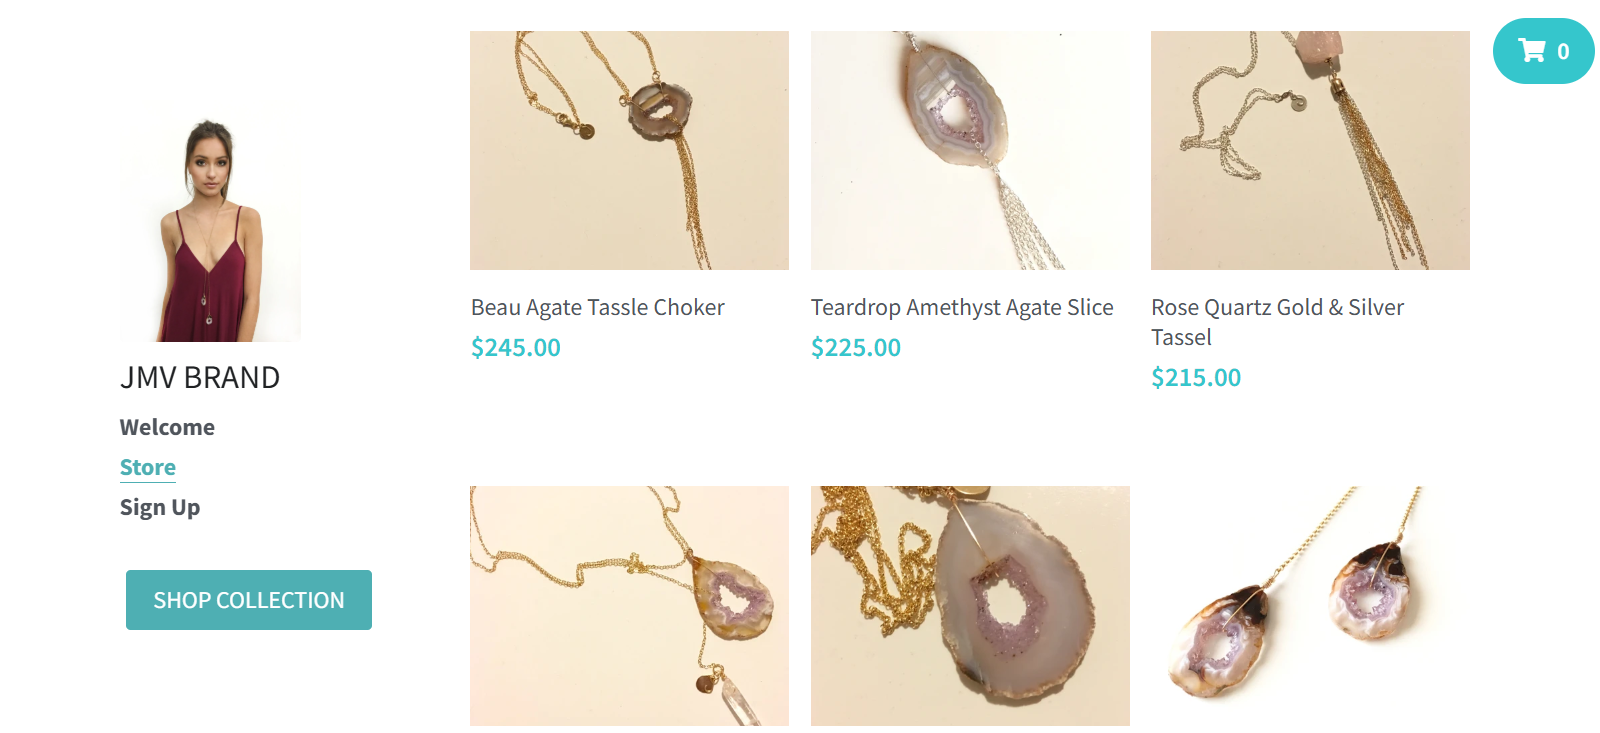 0
JMV BRAND
Welcome
Store
Sign Up
SHOP COLLECTION
Beau Agate Tassle Choker
$245.00
Teardrop Amethyst Agate Slice
$225.00
Rose Quartz Gold & Silver
Tassel
$215.00